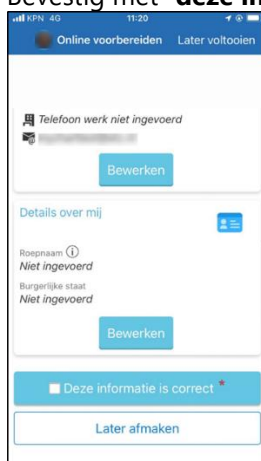 Bevestig met "deze in
KPN 4G 11:20
Online voorbereiden Later voltooien
Telefoon werk niet ingevoerd
Bewerken
Details over mij
Roepnaam
Niet ingevoerd
Burgerlijke staat
Niet ingevoerd
Bewerken
Deze informatie is correct *
Later afmaken